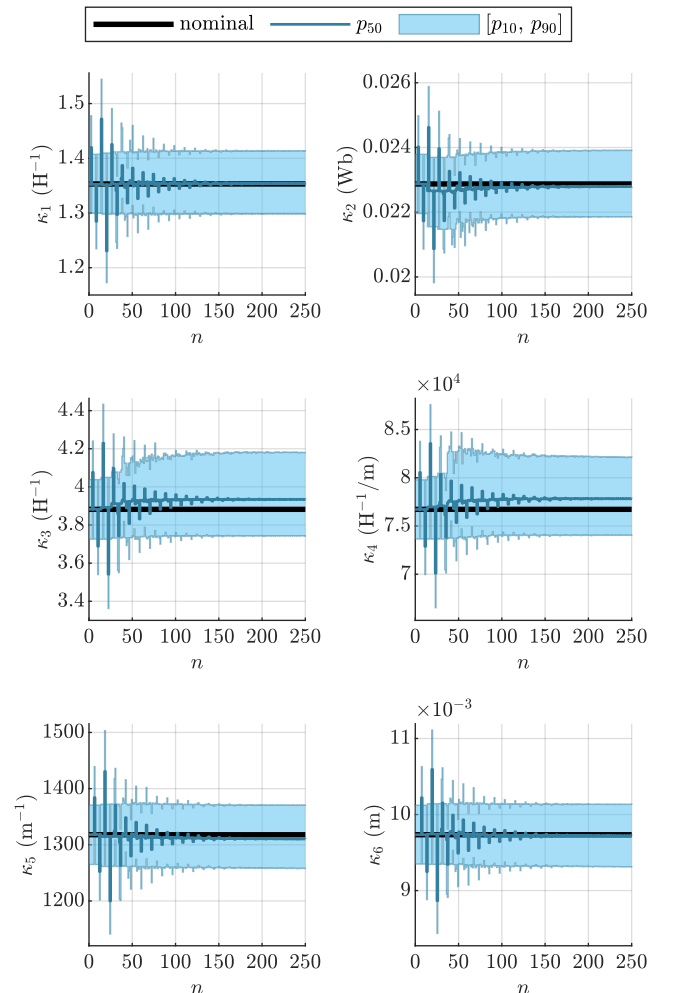 nominal p₅₀ [p₁₀, p₉₀]
κ₁ (H⁻¹)
1.5
1.4
1.3
1.2
0 50 100 150 200 250
n
κ₂ (Wb)
0.026
0.024
0.022
0.02
0 50 100 150 200 250
n
κ₃ (H⁻¹)
4.4
4.2
4
3.8
3.6
3.4
0 50 100 150 200 250
n
×10⁴
κ₄ (H⁻¹/m)
8.5
8
7.5
7
0 50 100 150 200 250
n
κ₅ (m⁻¹)
1500
1400
1300
1200
0 50 100 150 200 250
n
×10⁻³
κ₆ (m)
11
10
9
0 50 100 150 200 250
n